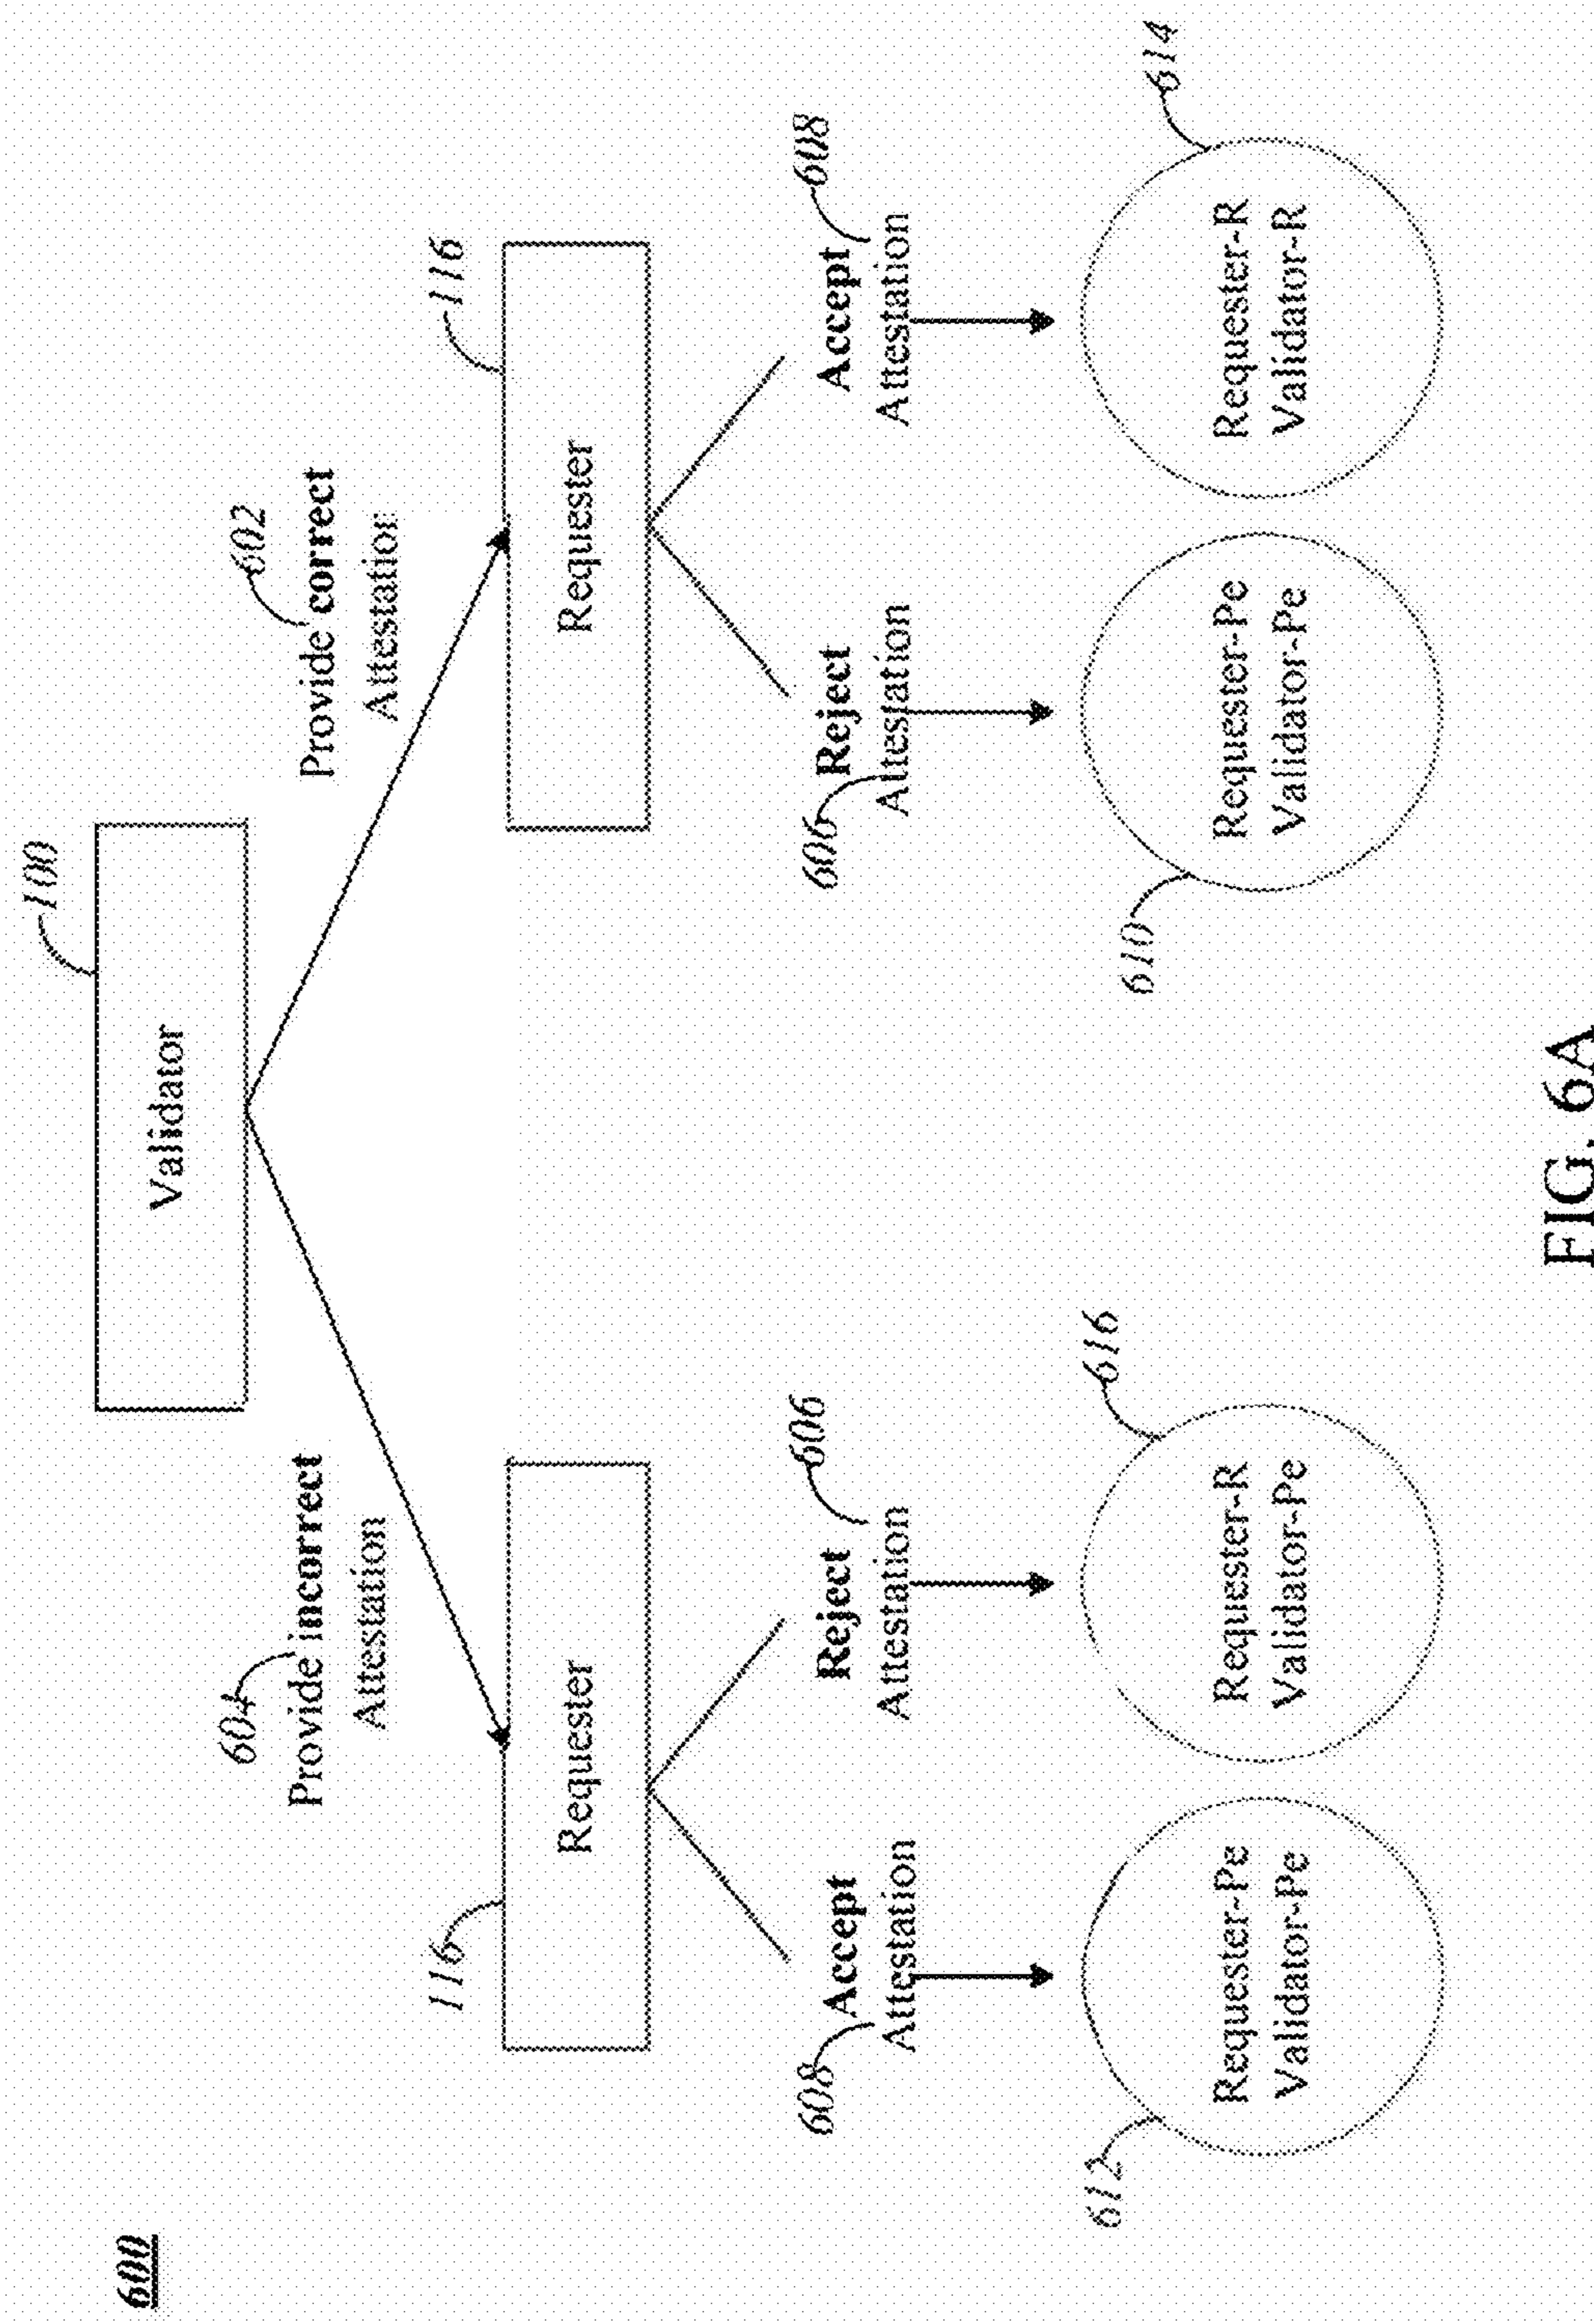 600
100
Validator
604
Provide incorrect
Attestation
602
Provide correct
Attestation
116
Requester
116
Requester
608
Accept
Attestation
606
Reject
Attestation
606
Reject
Attestation
608
Accept
Attestation
612
Requester-Pe
Validator-Pe
616
Requester-R
Validator-Pe
610
Requester-Pe
Validator-Pe
614
Requester-R
Validator-R
FIG. 6A